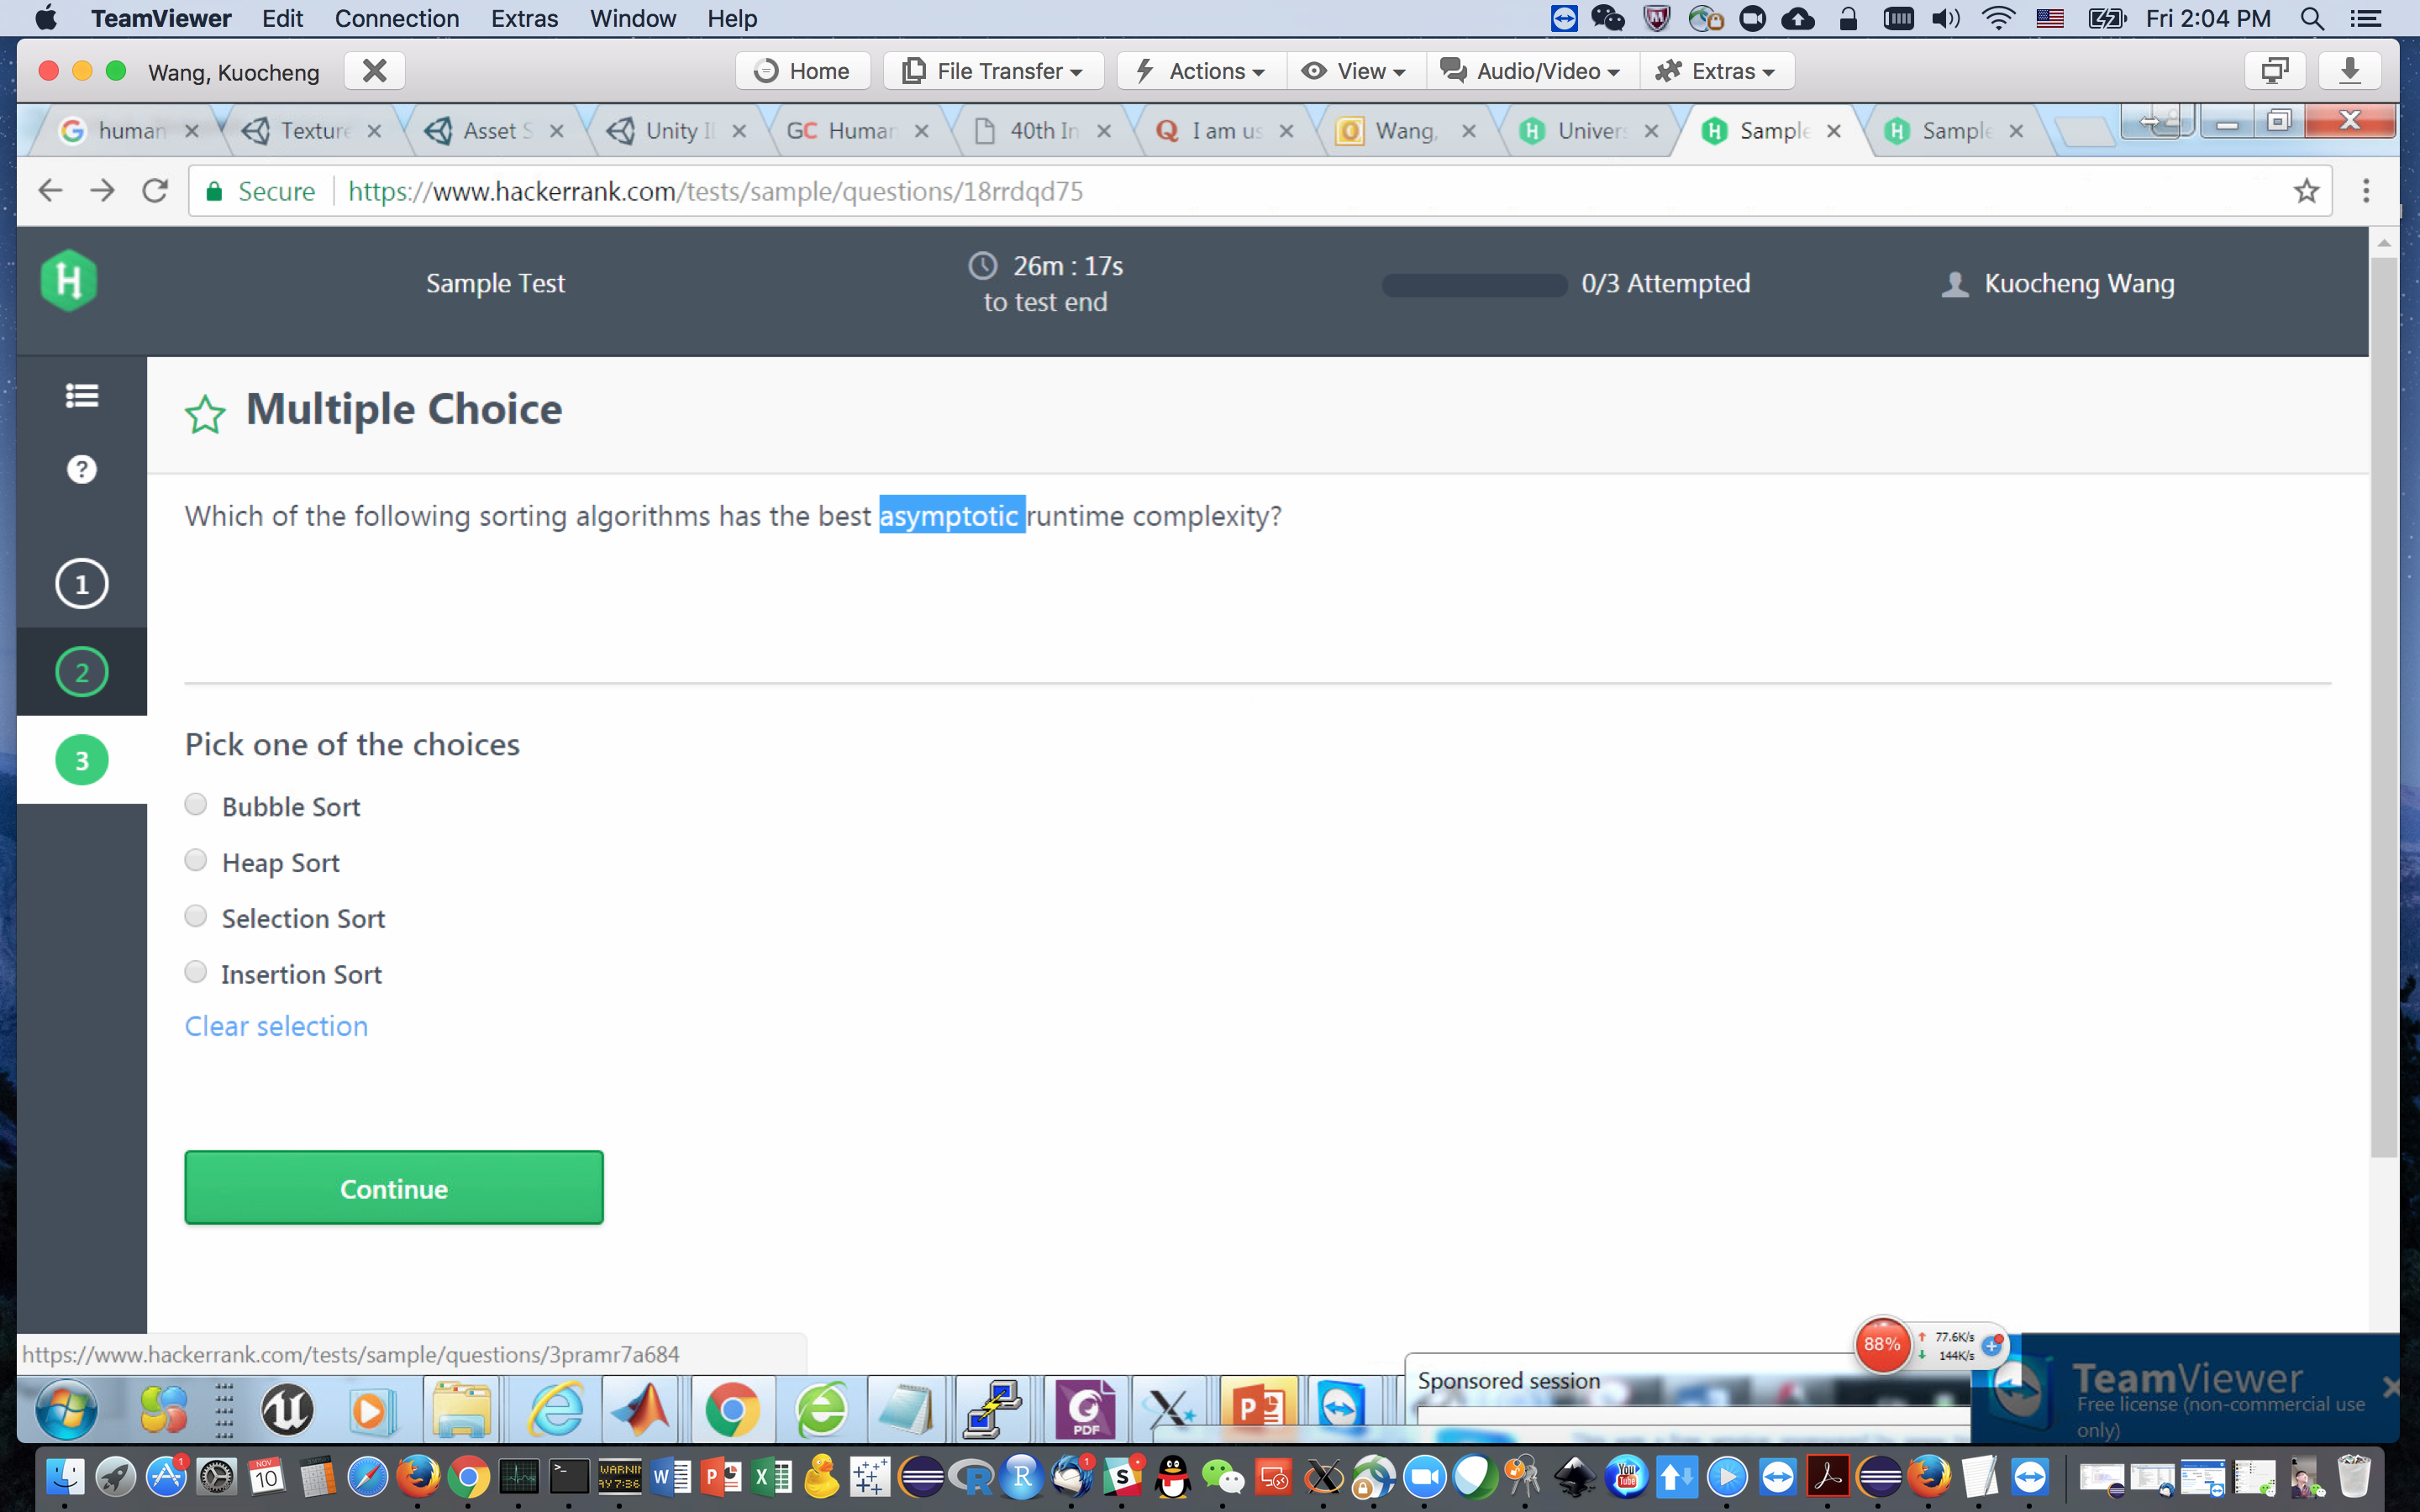 TeamViewer Edit Connection Extras Window Help Fri 2:04 PM
Wang, Kuocheng Home File Transfer Actions View Audio/Video Extras
human Texture Asset S Unity GC Human 40th In I am us Wang, Univers Sample Sample
Secure https://www.hackerrank.com/tests/sample/questions/18rrdqd75
Sample Test
26m : 17s
to test end
0/3 Attempted
Kuocheng Wang
Multiple Choice
?
Which of the following sorting algorithms has the best asymptotic runtime complexity?
1
2
3
Pick one of the choices
Bubble Sort
Heap Sort
Selection Sort
Insertion Sort
Clear selection
Continue
https://www.hackerrank.com/tests/sample/questions/3pramr7a684
88%
77.6K/s
144K/s
Sponsored session
TeamViewer
Free license (non-commercial use
only)
PDF
NOV
10